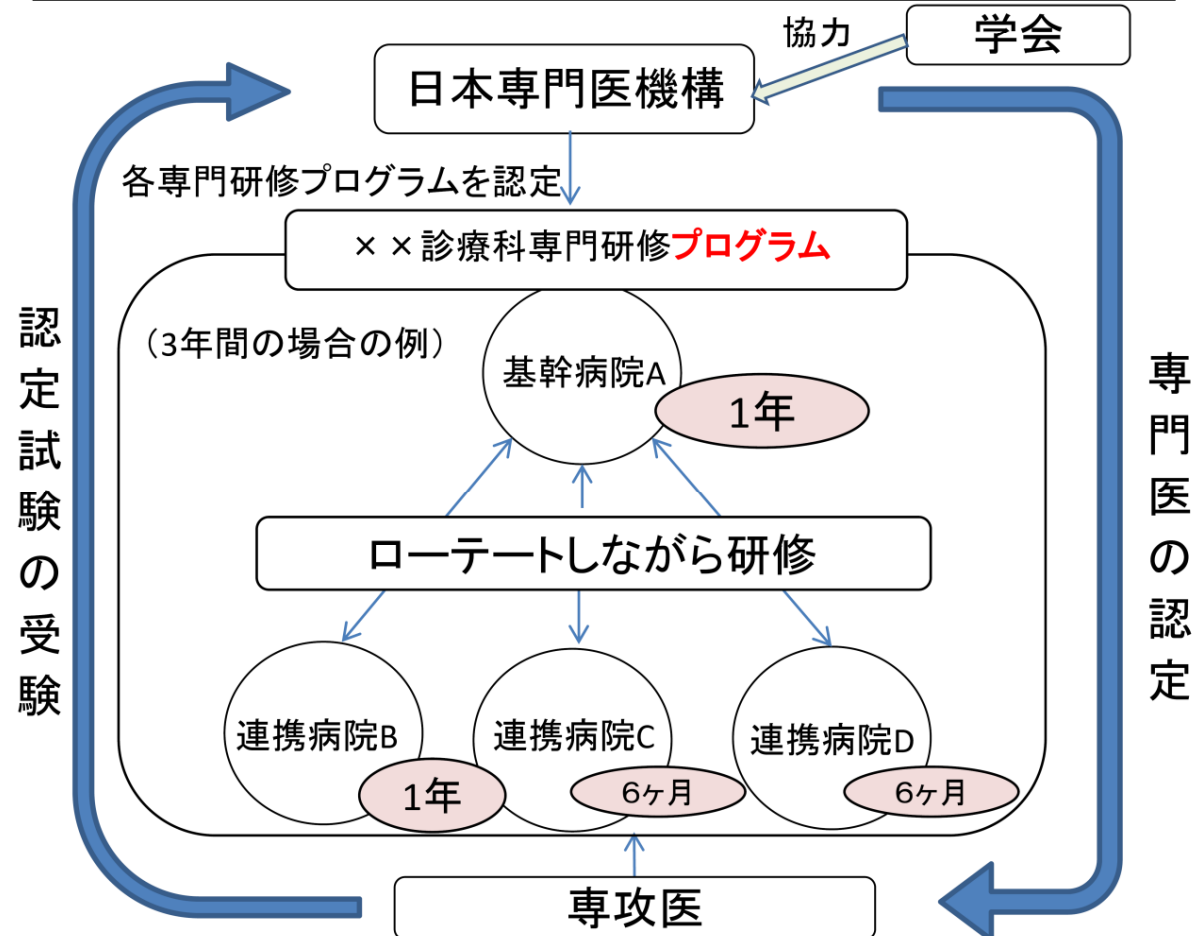 学会
協力
日本専門医機構
各専門研修プログラムを認定
××診療科専門研修プログラム
(3年間の場合の例)
基幹病院A
1年
ローテートしながら研修
連携病院B
1年
連携病院C
6ヶ月
連携病院D
6ヶ月
専攻医
認定試験の受験
専門医の認定